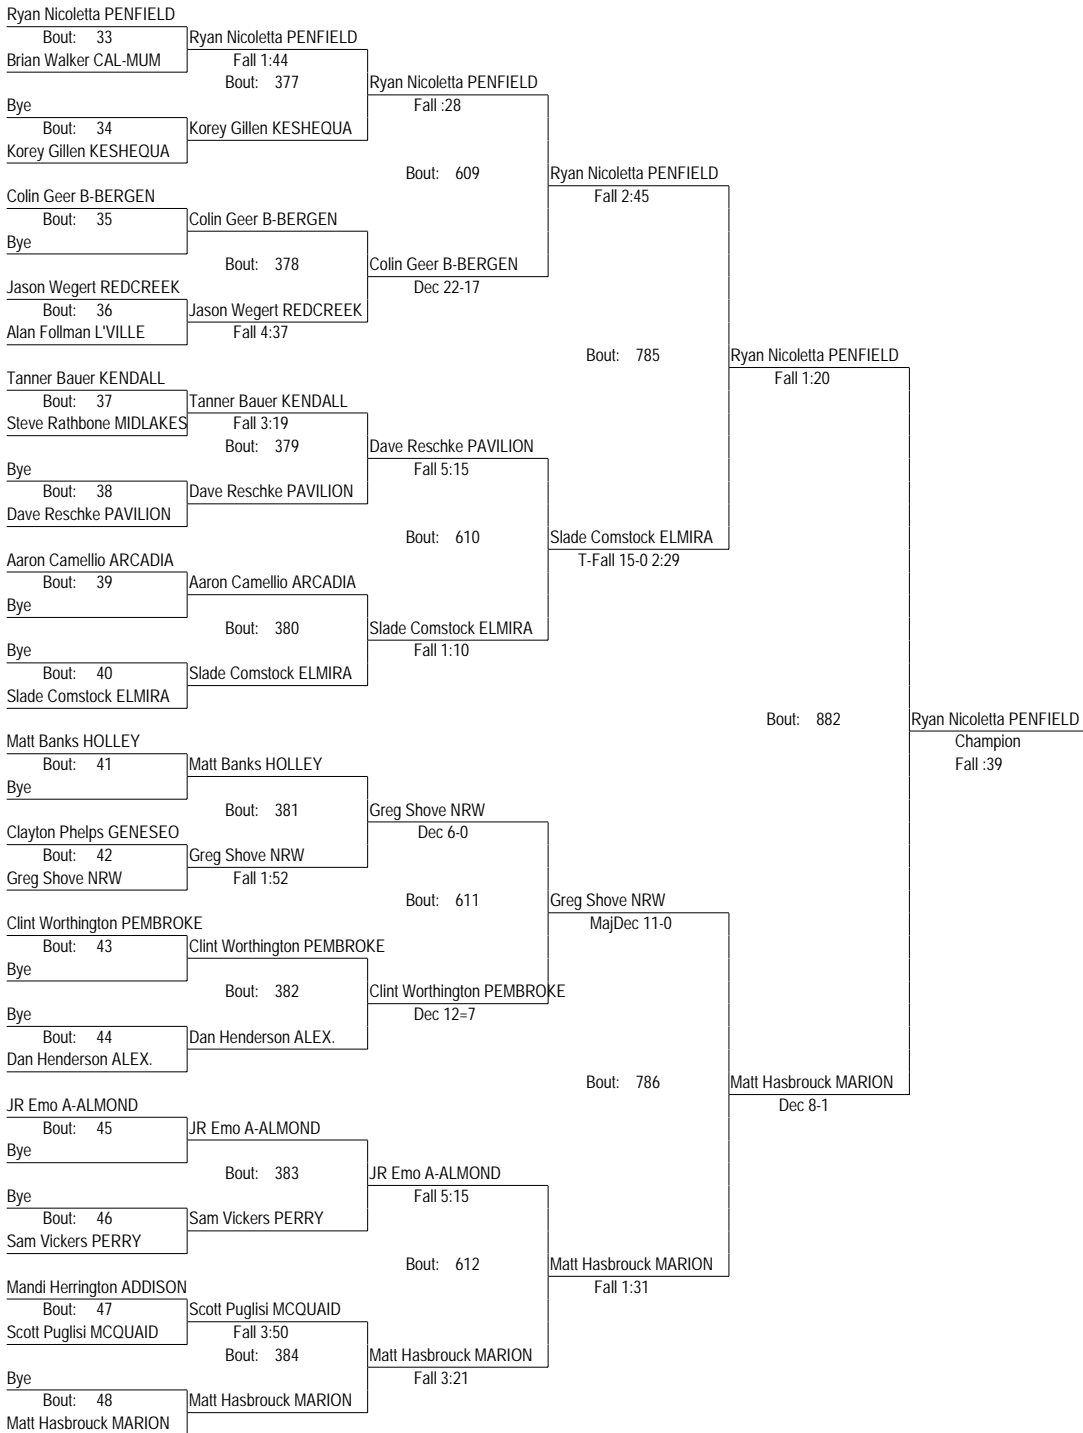 Ryan Nicoletta PENFIELD
Bout: 33
Ryan Nicoletta PENFIELD
Brian Walker CAL-MUM
Fall 1:44
Bout: 377
Ryan Nicoletta PENFIELD
Bye
Fall :28
Bout: 34
Korey Gillen KESHEQUA
Korey Gillen KESHEQUA
Bout: 609
Ryan Nicoletta PENFIELD
Colin Geer B-BERGEN
Fall 2:45
Bout: 35
Colin Geer B-BERGEN
Bye
Bout: 378
Colin Geer B-BERGEN
Jason Wegert REDCREEK
Dec 22-17
Bout: 36
Jason Wegert REDCREEK
Alan Follman L'VILLE
Fall 4:37
Bout: 785
Ryan Nicoletta PENFIELD
Tanner Bauer KENDALL
Fall 1:20
Bout: 37
Tanner Bauer KENDALL
Steve Rathbone MIDLAKES
Fall 3:19
Bout: 379
Dave Reschke PAVILION
Bye
Fall 5:15
Bout: 38
Dave Reschke PAVILION
Dave Reschke PAVILION
Bout: 610
Slade Comstock ELMIRA
Aaron Camellio ARCADIA
T-Fall 15-0 2:29
Bout: 39
Aaron Camellio ARCADIA
Bye
Bout: 380
Slade Comstock ELMIRA
Bye
Fall 1:10
Bout: 40
Slade Comstock ELMIRA
Slade Comstock ELMIRA
Bout: 882
Ryan Nicoletta PENFIELD
Matt Banks HOLLEY
Champion
Bout: 41
Matt Banks HOLLEY
Fall :39
Bye
Bout: 381
Greg Shove NRW
Clayton Phelps GENESEO
Dec 6-0
Bout: 42
Greg Shove NRW
Greg Shove NRW
Fall 1:52
Bout: 611
Greg Shove NRW
Clint Worthington PEMBROKE
MajDec 11-0
Bout: 43
Clint Worthington PEMBROKE
Bye
Bout: 382
Clint Worthington PEMBROKE
Bye
Dec 12=7
Bout: 44
Dan Henderson ALEX.
Dan Henderson ALEX.
Bout: 786
Matt Hasbrouck MARION
JR Emo A-ALMOND
Dec 8-1
Bout: 45
JR Emo A-ALMOND
Bye
Bout: 383
JR Emo A-ALMOND
Bye
Fall 5:15
Bout: 46
Sam Vickers PERRY
Sam Vickers PERRY
Bout: 612
Matt Hasbrouck MARION
Mandi Herrington ADDISON
Fall 1:31
Bout: 47
Scott Puglisi MCQUAID
Scott Puglisi MCQUAID
Fall 3:50
Bout: 384
Matt Hasbrouck MARION
Bye
Fall 3:21
Bout: 48
Matt Hasbrouck MARION
Matt Hasbrouck MARION